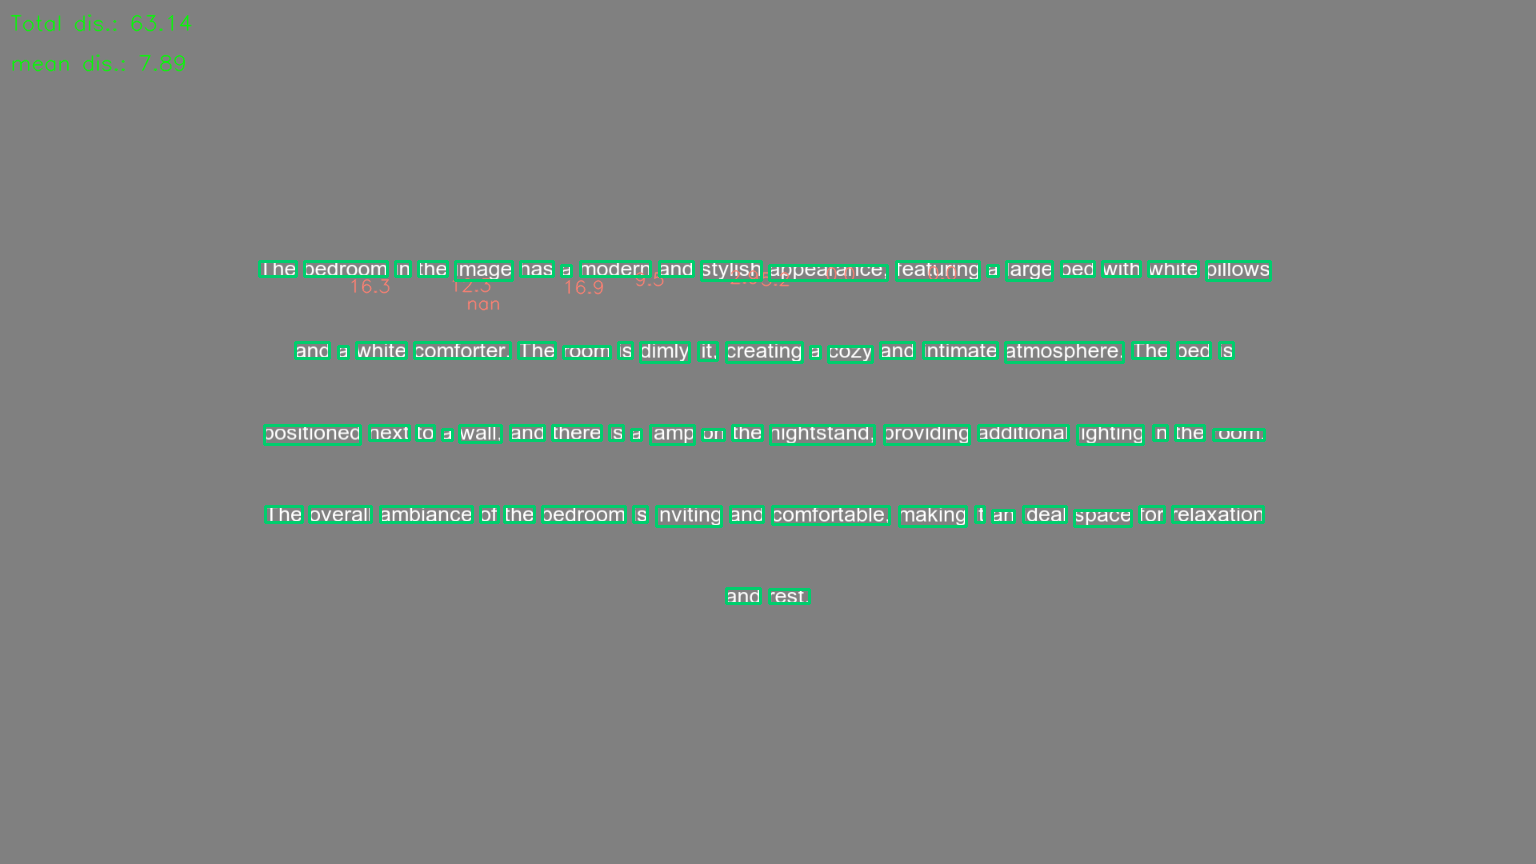 Total dis.: 63.14
mean dis.: 7.89
The bedroom in the image has a modern and stylish appearance, featuring a large bed with white pillows
16.3 12.3 16.9 9.5
nan
and a white comforter. The room is dimly lit, creating a cozy and intimate atmosphere. The bed is
positioned next to a wall, and there is a lamp on the nightstand, providing additional lighting in the room.
The overall ambiance of the bedroom is inviting and comfortable, making it an ideal space for relaxation
and rest.